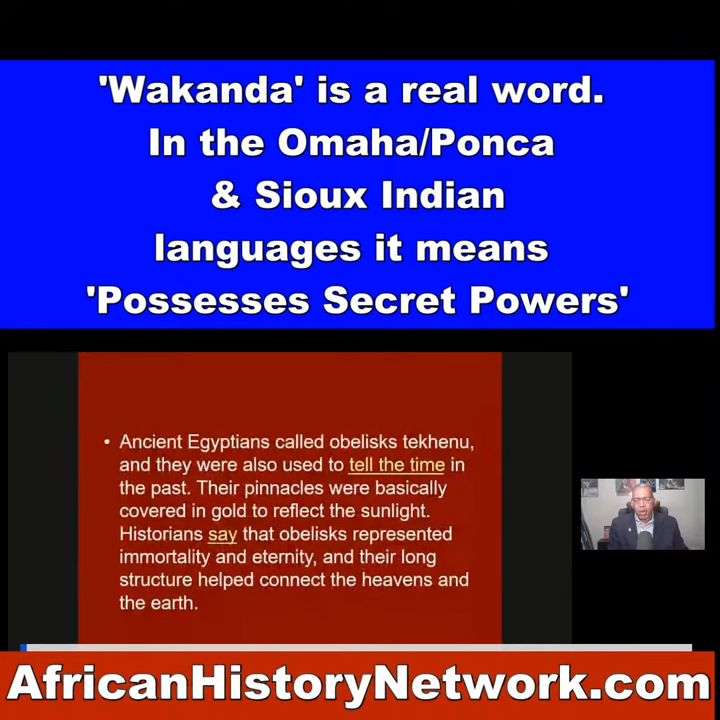 'Wakanda' is a real word.
In the Omaha/Ponca
& Sioux Indian
languages it means
'Possesses Secret Powers'
• Ancient Egyptians called obelisks tekhenu,
and they were also used to tell the time in
the past. Their pinnacles were basically
covered in gold to reflect the sunlight.
Historians say that obelisks represented
immortality and eternity, and their long
structure helped connect the heavens and
the earth.
AfricanHistoryNetwork.com